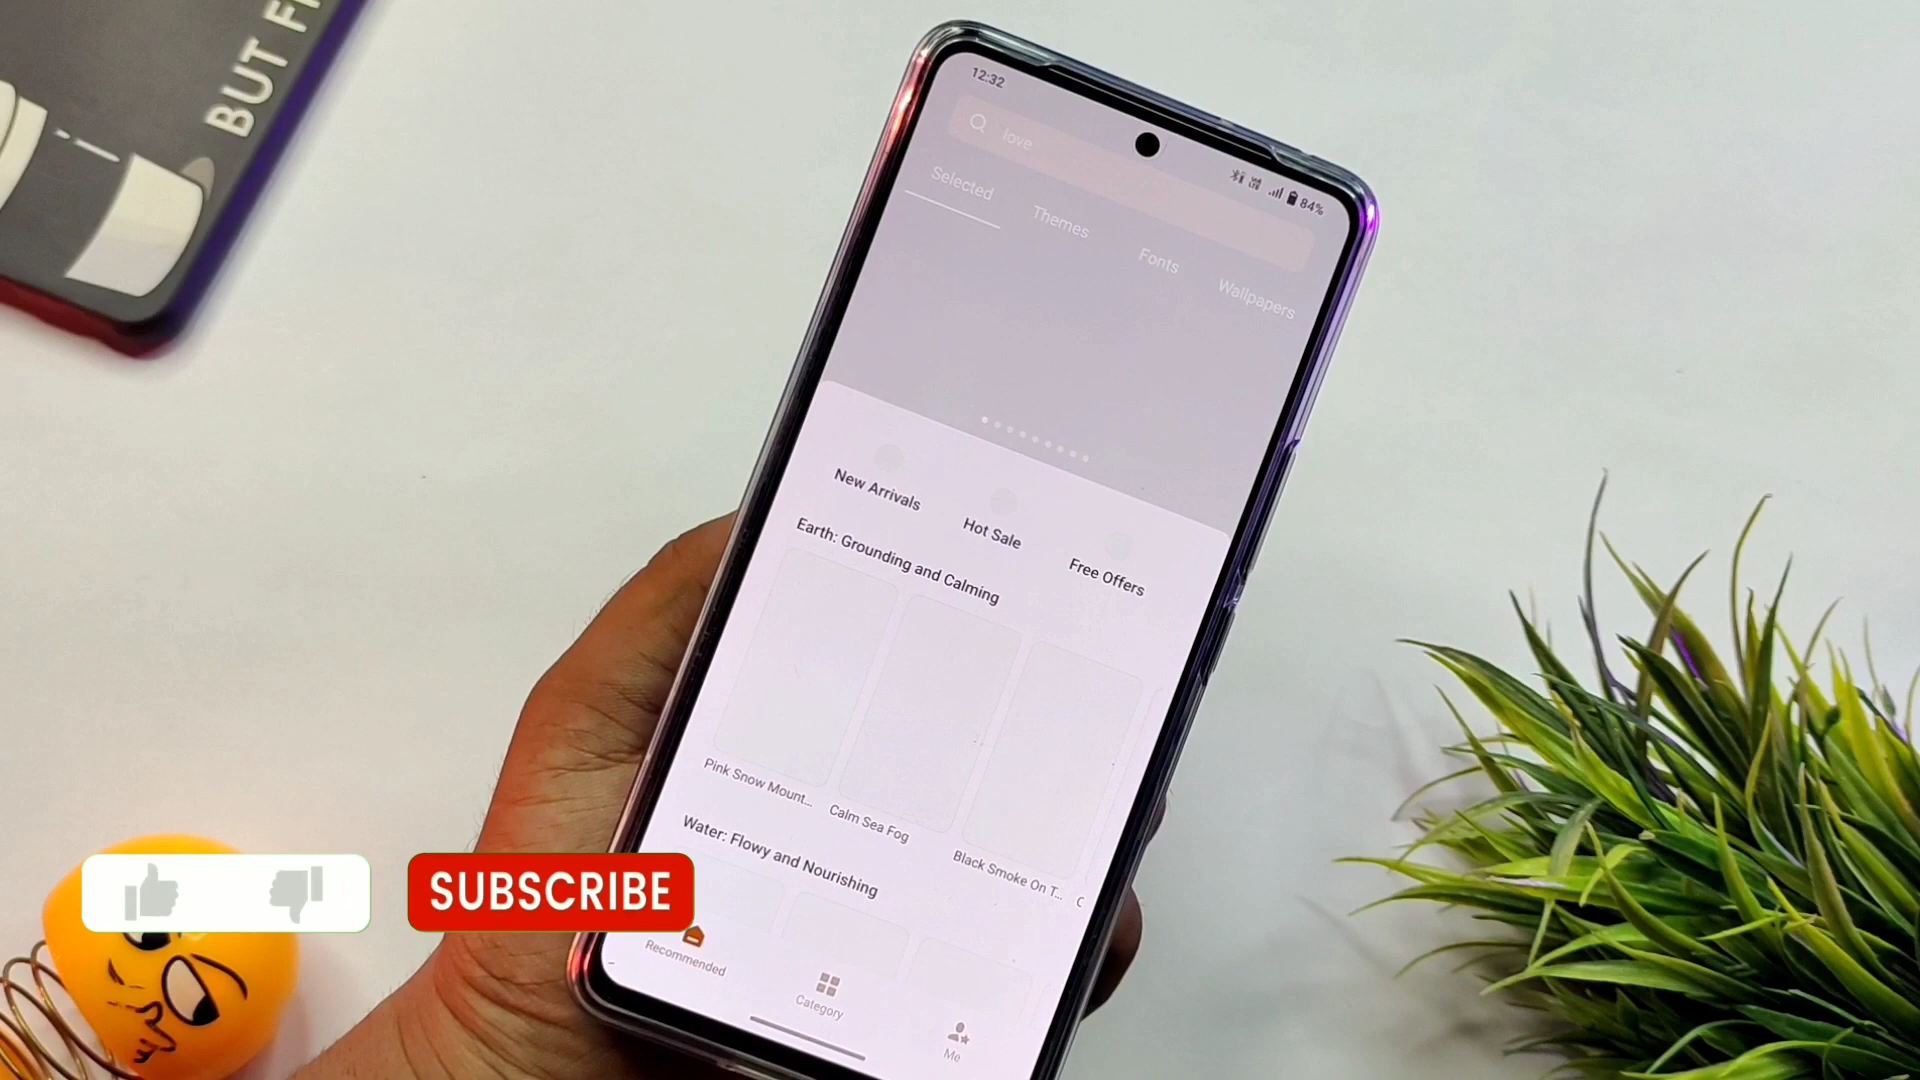 BUT FI
12:32
84%
love
Selected
Themes
Fonts
Wallpapers
New Arrivals
Hot Sale
Free Offers
Earth: Grounding and Calming
Pink Snow Mount...
Calm Sea Fog
Black Smoke On T...
C
Water: Flowy and Nourishing
SUBSCRIBE
Recommended
Category
Me